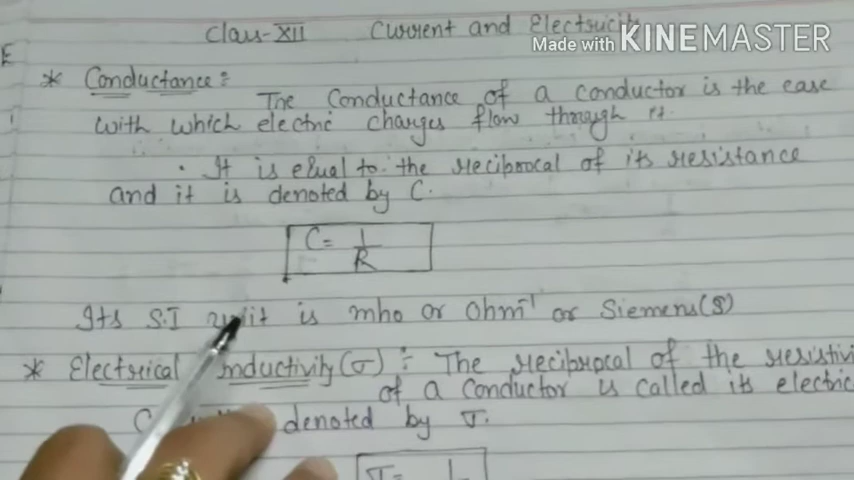 E
Class-XII Current and Electricity
Made with KINEMASTER
* Conductance :-
The Conductance of a conductor is the ease
with which electric charges flow through it.
• It is equal to the reciprocal of its resistance
and it is denoted by C.
C = 1/R
Its S.I unit is mho or Ohm⁻¹ or Siemens(S)
* Electrical Conductivity (σ) :- The reciprocal of the resistivi
of a conductor is called its electric
denoted by σ.
σ = 1